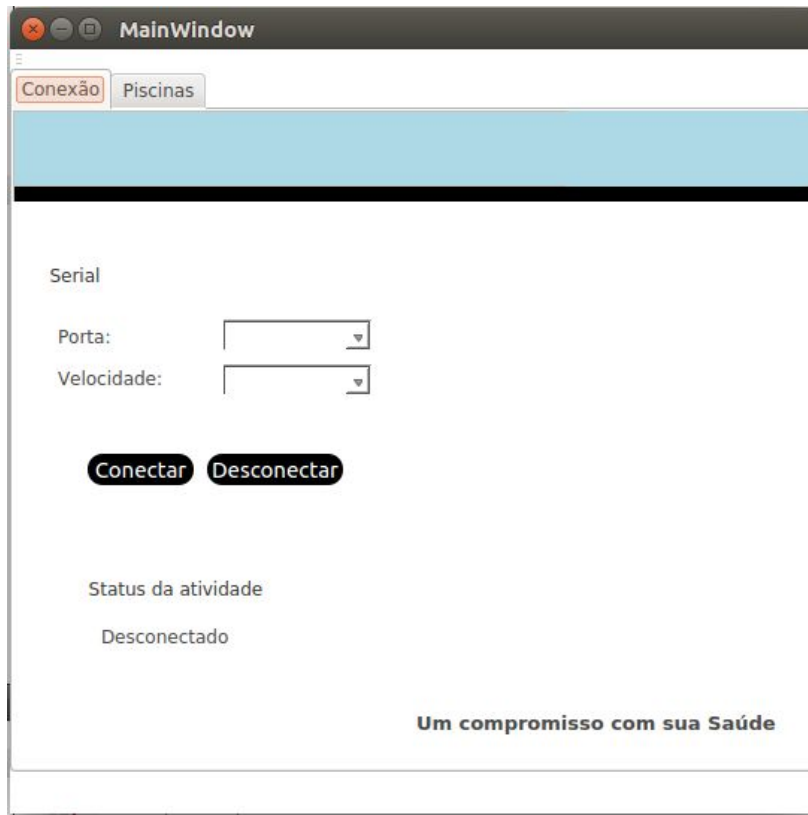 MainWindow
Conexão Piscinas
Serial
Porta:
Velocidade:
Conectar Desconectar
Status da atividade
Desconectado
Um compromisso com sua Saúde